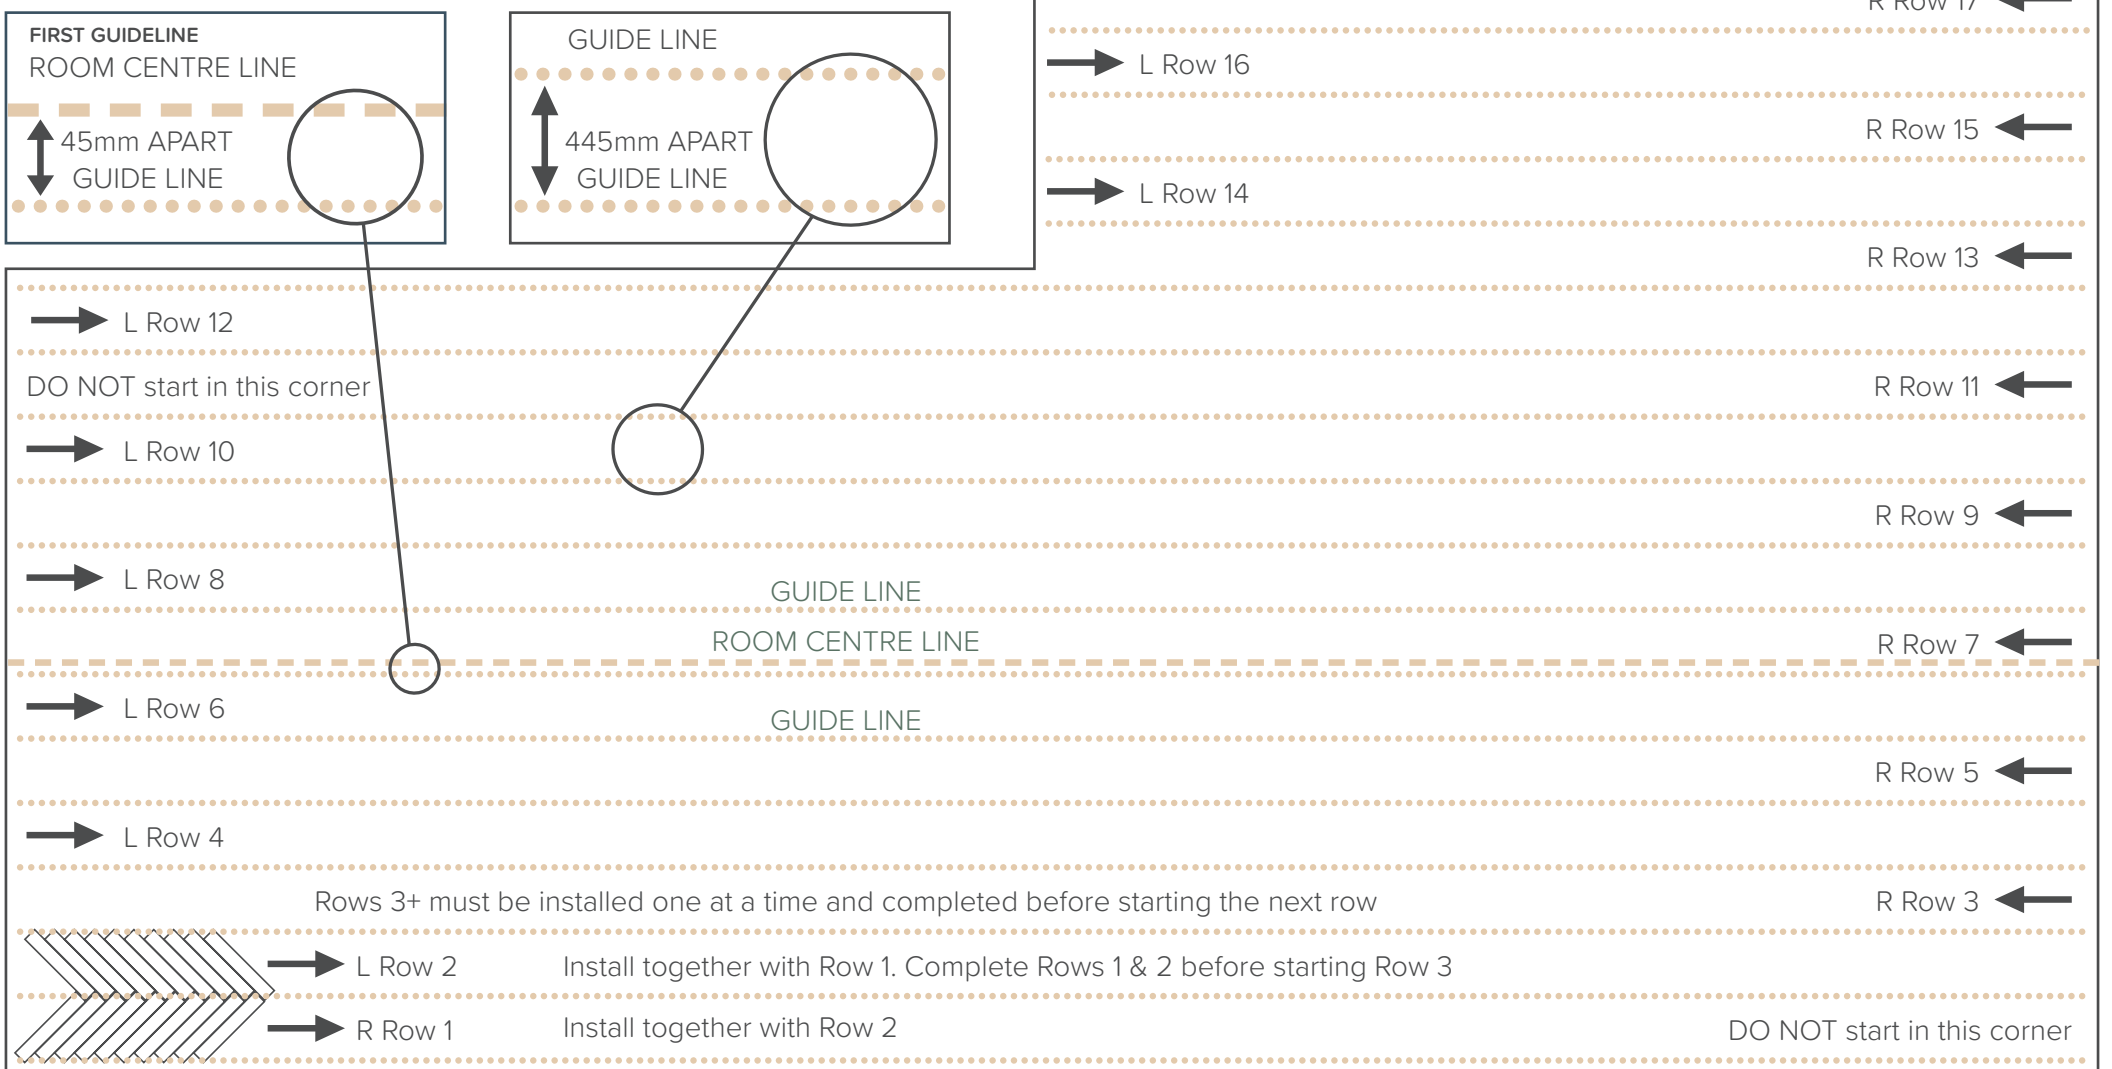 FIRST GUIDELINE
ROOM CENTRE LINE
45mm APART
GUIDE LINE
GUIDE LINE
445mm APART
GUIDE LINE
R Row 17
L Row 16
R Row 15
L Row 14
R Row 13
L Row 12
DO NOT start in this corner
R Row 11
L Row 10
R Row 9
L Row 8
GUIDE LINE
ROOM CENTRE LINE
R Row 7
L Row 6
GUIDE LINE
R Row 5
L Row 4
Rows 3+ must be installed one at a time and completed before starting the next row
R Row 3
L Row 2
Install together with Row 1. Complete Rows 1 & 2 before starting Row 3
R Row 1
Install together with Row 2
DO NOT start in this corner